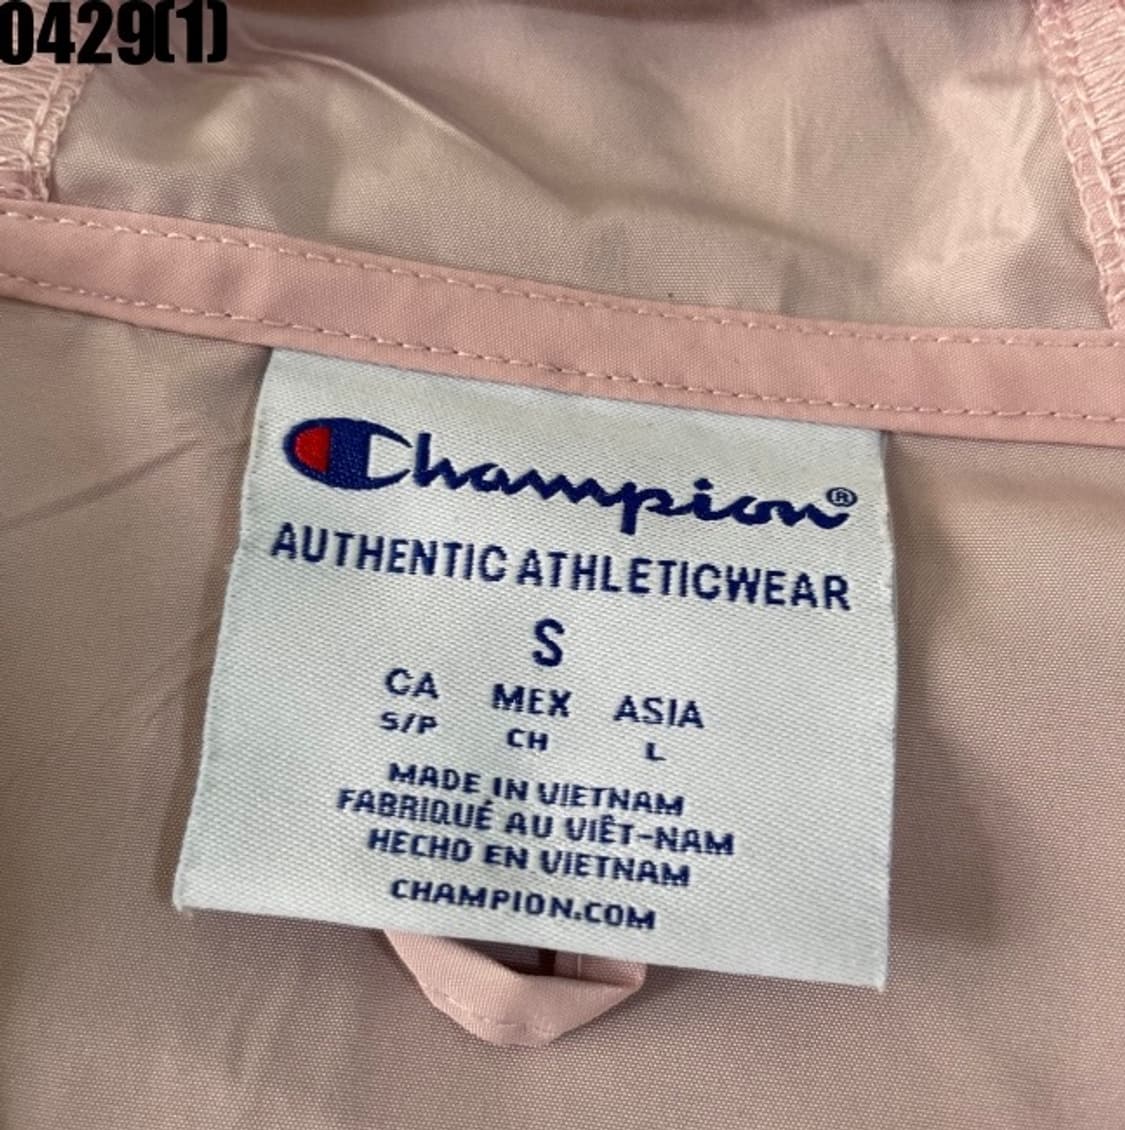 0429(1)
Champion®
AUTHENTIC ATHLETICWEAR
S
CA MEX ASIA
S/P CH L
MADE IN VIETNAM
FABRIQUÉ AU VIÊT-NAM
HECHO EN VIETNAM
CHAMPION.COM